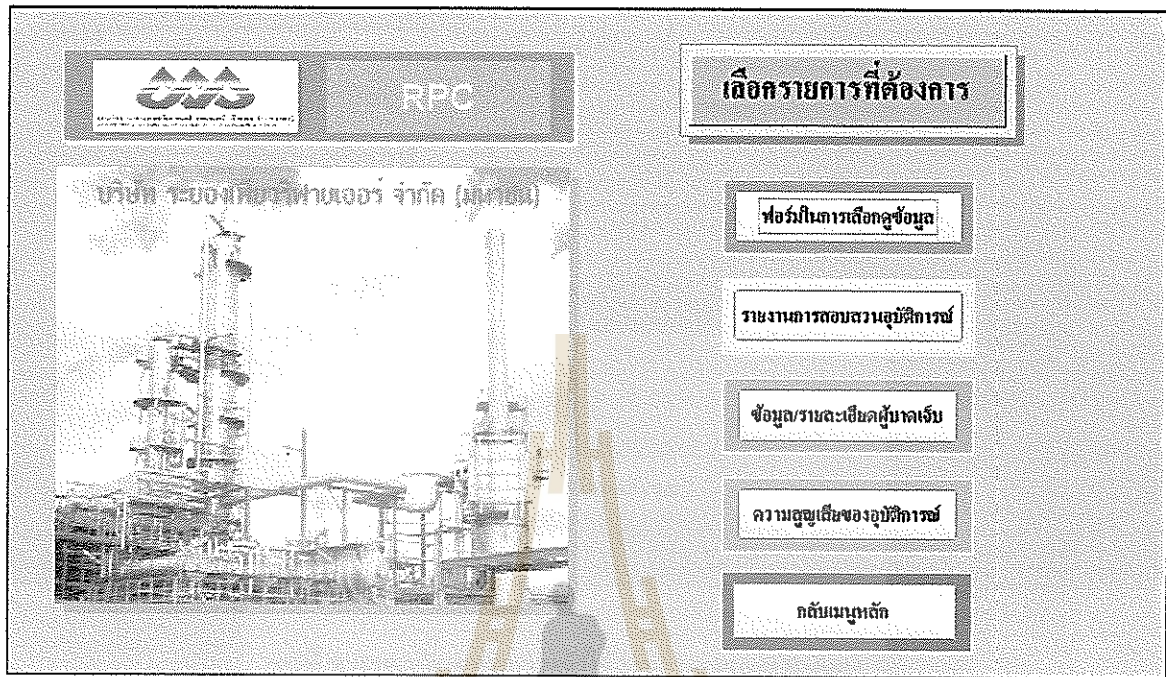 RPC
บริษัท ระยองเพียวริฟายเออร์ จำกัด (มหาชน)
เลือกรายการที่ต้องการ
ฟอร์มในการเลือกดูข้อมูล
รายงานการสอบสวนอุบัติการณ์
ข้อมูล/รายละเอียดผู้บาดเจ็บ
ความสูญเสียของอุบัติการณ์
กลับเมนูหลัก